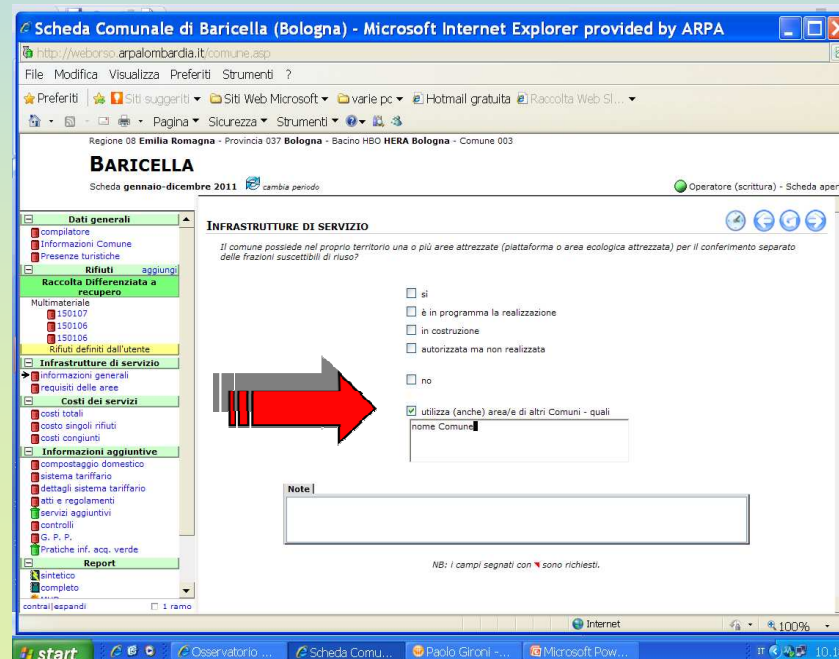 Scheda Comunale di Baricella (Bologna) - Microsoft Internet Explorer provided by ARPA
http://weborso.arpalombardia.it/comune.asp
File Modifica Visualizza Preferiti Strumenti ?
Preferiti Siti suggeriti Siti Web Microsoft varie pc Hotmail gratuita Raccolta Web Sl...
Pagina Sicurezza Strumenti
Regione 08 Emilia Romagna - Provincia 037 Bologna - Bacino HBO HERA Bologna - Comune 003
BARICELLA
Scheda gennaio-dicembre 2011 cambia periodo
Operatore (scrittura) - Scheda aper
Dati generali
compilatore
Informazioni Comune
Presenze turistiche
Rifiuti aggiungi
Raccolta Differenziata a
recupero
Multimateriale
150107
150106
150106
Rifiuti definiti dall'utente
Infrastrutture di servizio
informazioni generali
requisiti delle aree
Costi dei servizi
costi totali
costo singoli rifiuti
costi congiunti
Informazioni aggiuntive
compostaggio domestico
sistema tariffario
dettagli sistema tariffario
atti e regolamenti
servizi aggiuntivi
controlli
G. P. P.
Pratiche inf. acq. verde
Report
sintetico
completo
contrai|espandi 1 ramo
INFRASTRUTTURE DI SERVIZIO
Il comune possiede nel proprio territorio una o più aree attrezzate (piattaforma o area ecologica attrezzata) per il conferimento separato
delle frazioni suscettibili di riuso?
si
è in programma la realizzazione
in costruzione
autorizzata ma non realizzata
no
utilizza (anche) area/e di altri Comuni - quali
nome Comune
Note
NB: i campi segnati con sono richiesti.
Internet 100%
start Osservatorio ... Scheda Comu... Paolo Gironi -... Microsoft Pow... IT